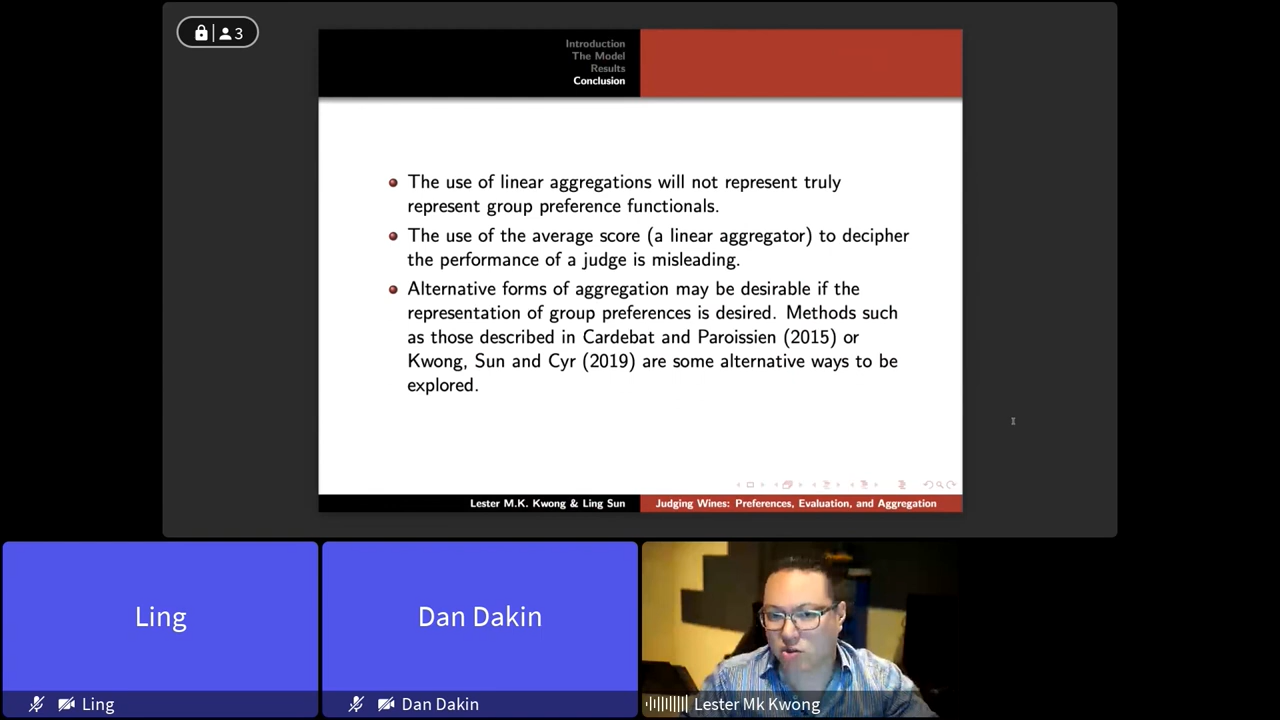 3
Introduction
The Model
Results
Conclusion
The use of linear aggregations will not represent truly
represent group preference functionals.
The use of the average score (a linear aggregator) to decipher
the performance of a judge is misleading.
Alternative forms of aggregation may be desirable if the
representation of group preferences is desired. Methods such
as those described in Cardebat and Paroissien (2015) or
Kwong, Sun and Cyr (2019) are some alternative ways to be
explored.
Lester M.K. Kwong & Ling Sun
Judging Wines: Preferences, Evaluation, and Aggregation
Ling
Dan Dakin
Ling
Dan Dakin
Lester Mk Kwong